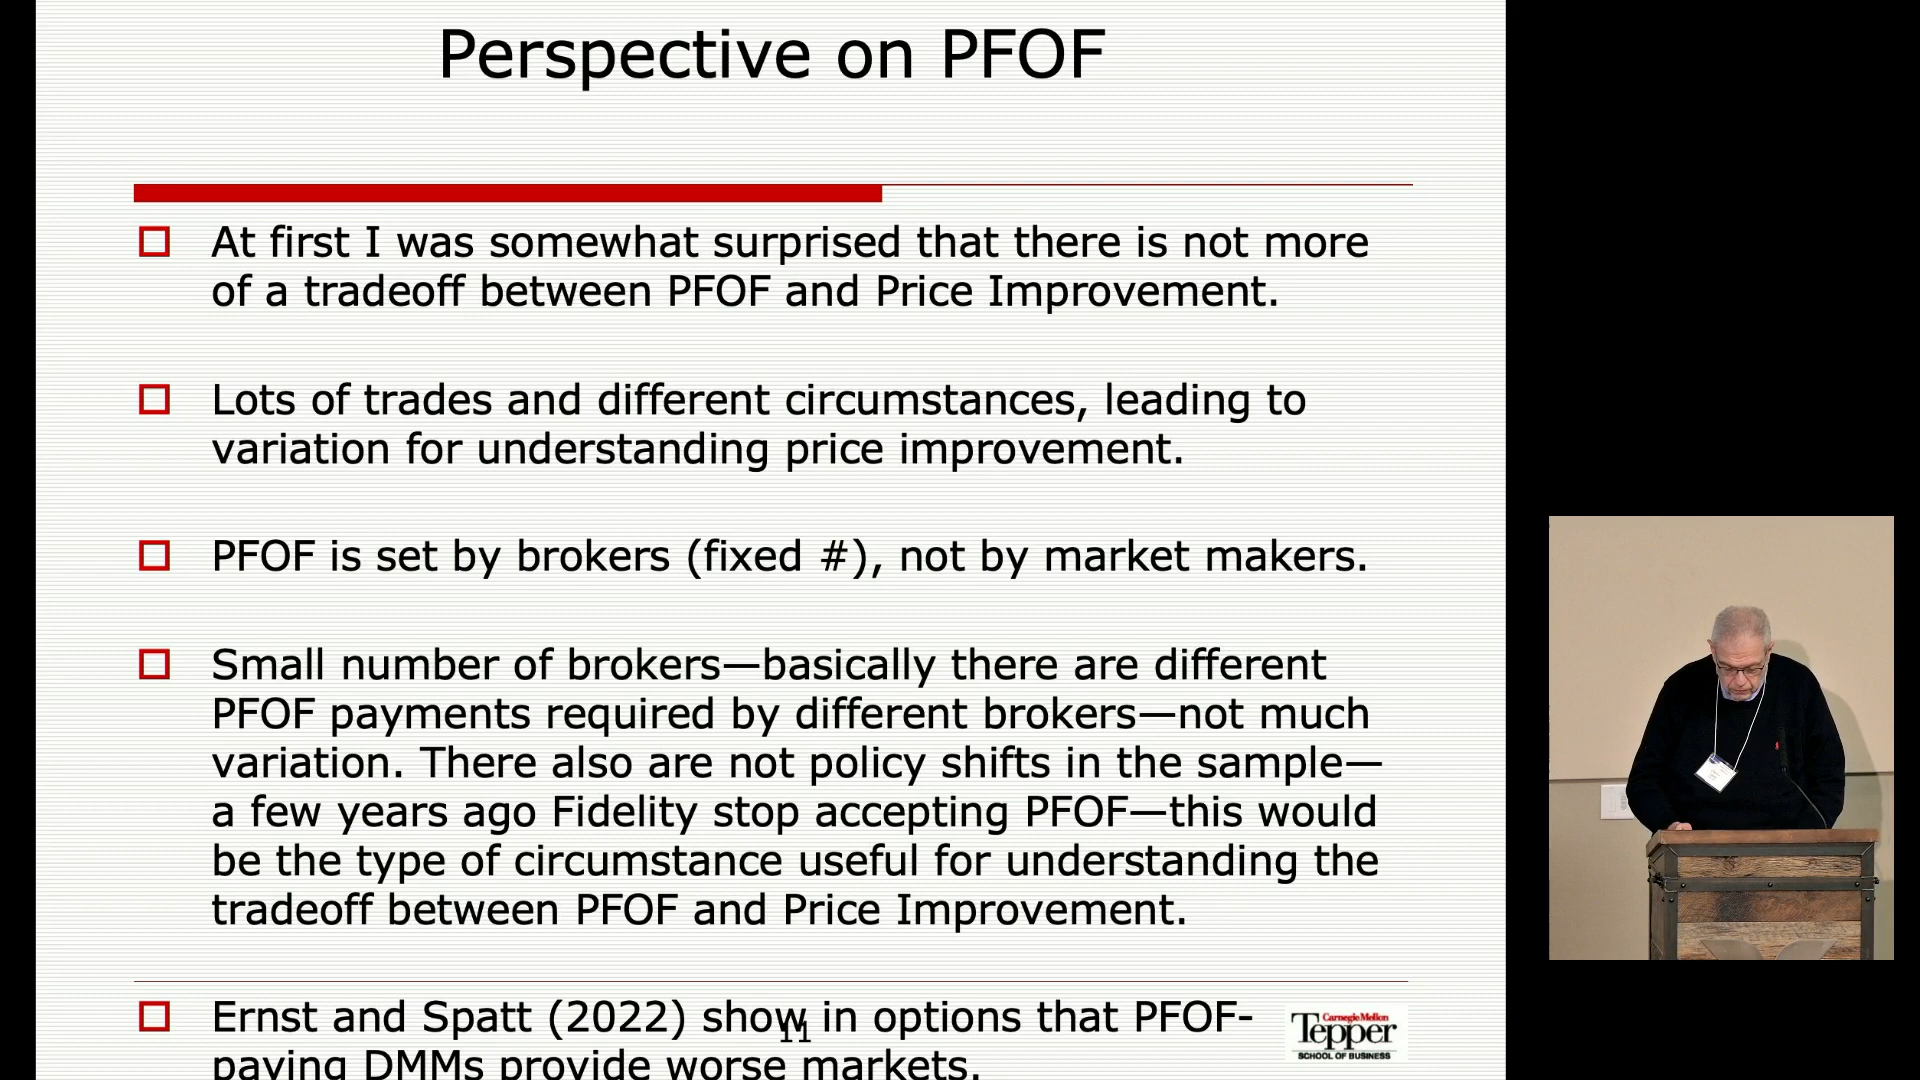 Perspective on PFOF
At first I was somewhat surprised that there is not more
of a tradeoff between PFOF and Price Improvement.
Lots of trades and different circumstances, leading to
variation for understanding price improvement.
PFOF is set by brokers (fixed #), not by market makers.
Small number of brokers—basically there are different
PFOF payments required by different brokers—not much
variation. There also are not policy shifts in the sample—
a few years ago Fidelity stop accepting PFOF—this would
be the type of circumstance useful for understanding the
tradeoff between PFOF and Price Improvement.
Ernst and Spatt (2022) show in options that PFOF-
paying DMMs provide worse markets.
11
Carnegie Mellon
Tepper
SCHOOL OF BUSINESS